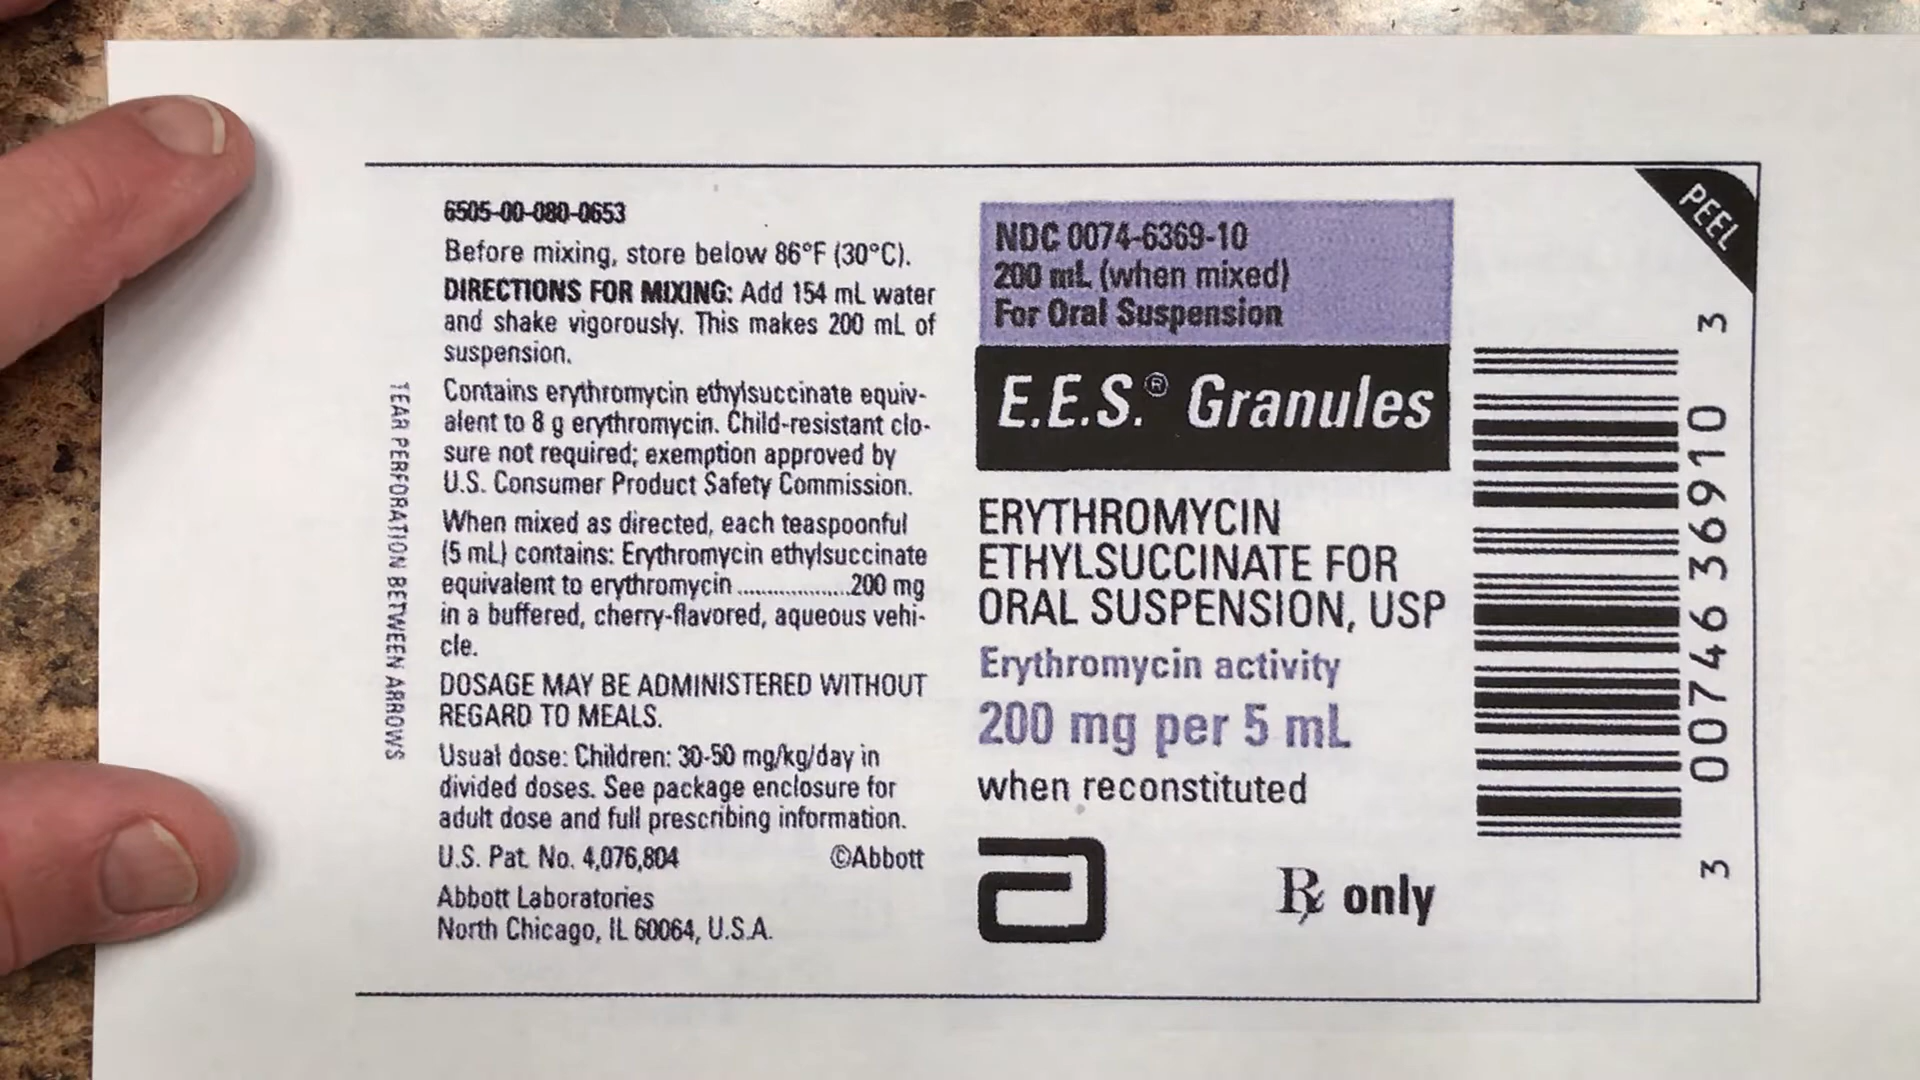 6505-00-080-0653
Before mixing, store below 86°F (30°C).
DIRECTIONS FOR MIXING: Add 154 mL water
and shake vigorously. This makes 200 mL of
suspension.
Contains erythromycin ethylsuccinate equiv-
alent to 8 g erythromycin. Child-resistant clo-
sure not required; exemption approved by
U.S. Consumer Product Safety Commission.
When mixed as directed, each teaspoonful
(5 mL) contains: Erythromycin ethylsuccinate
equivalent to erythromycin ...................200 mg
in a buffered, cherry-flavored, aqueous vehi-
cle.
DOSAGE MAY BE ADMINISTERED WITHOUT
REGARD TO MEALS.
Usual dose: Children: 30-50 mg/kg/day in
divided doses. See package enclosure for
adult dose and full prescribing information.
U.S. Pat. No. 4,076,804 ©Abbott
Abbott Laboratories
North Chicago, IL 60064, U.S.A.
TEAR PERFORATION BETWEEN ARROWS
NDC 0074-6369-10
200 mL (when mixed)
For Oral Suspension
E.E.S.® Granules
ERYTHROMYCIN
ETHYLSUCCINATE FOR
ORAL SUSPENSION, USP
Erythromycin activity
200 mg per 5 mL
when reconstituted
℞ only
PEEL
3 00746 36910 3